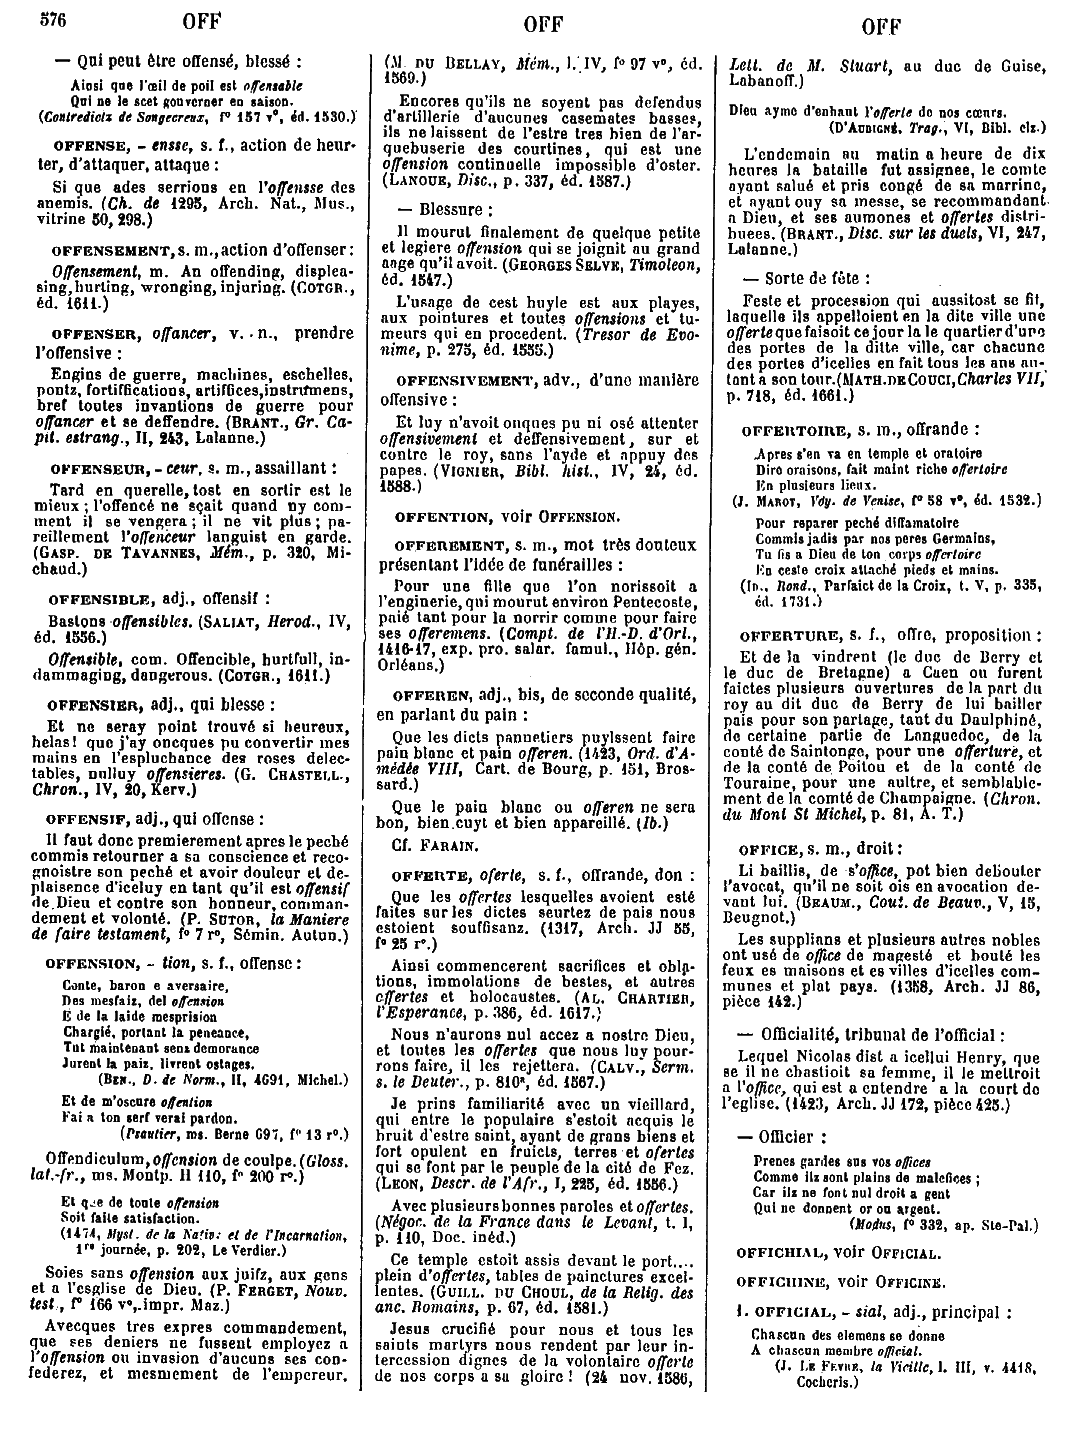 576 OFF OFF OFF
— Qui peut être offensé, blessé :
Ainsi que l'œil de poil est offensable
Qui ne le scet gouverner en saison.
(Contredictz de Songecreux, f° 157 v°, éd. 1530.)
OFFENSE, - ensse, s. f., action de heur-
ter, d'attaquer, attaque :
Si que ades serrions en l'offensse des
anemis. (Ch. de 1295, Arch. Nat., Mus.,
vitrine 50, 298.)
OFFENSEMENT, s. m., action d'offenser :
Offensement, m. An offending, displea-
sing, hurting, wronging, injuring. (COTGR.,
éd. 1611.)
OFFENSER, offancer, v. n., prendre
l'offensive :
Engins de guerre, machines, eschelles,
pontz, fortiffications, artiffices, instrumens,
bref toutes invantions de guerre pour
offancer et se deffendre. (BRANT., Gr. Ca-
pit. estrang., II, 243, Lalanne.)
OFFENSEUR, - ceur, s. m., assaillant :
Tard en querelle, tost en sortir est le
mieux ; l'offencé ne sçait quand ny com-
ment il se vengera ; il ne vit plus ; pa-
reillement l'offenceur languist en garde.
(GASP. DE TAVANNES, Mém., p. 320, Mi-
chaud.)
OFFENSIBLE, adj., offensif :
Bastons offensibles. (SALIAT, Herod., IV,
éd. 1556.)
Offensible, com. Offencible, hurtfull, in-
dammaging, dangerous. (COTGR., 1611.)
OFFENSIER, adj., qui blesse :
Et ne seray point trouvé si heureux,
helas! que j'ay oncques pu convertir mes
mains en l'espluchance des roses delec-
tables, nulluy offensieres. (G. CHASTELL.,
Chron., IV, 20, Kerv.)
OFFENSIF, adj., qui offense :
Il faut donc premierement apres le peché
commis retourner a sa conscience et reco-
gnoistre son peché et avoir douleur et de-
plaisence d'iceluy en tant qu'il est offensif
de Dieu et contre son honneur, comman-
dement et volonté. (P. SUTOR, la Maniere
de faire testament, f° 7 r°, Sémin. Autun.)
OFFENSION, - tion, s. f., offense :
Conte, baron e aversaire,
Des mesfaiz, del offension
E de la laide mesprision
Chargié, portant la peneance,
Tut maintenant senz demorance
Jurent la paiz, livrent ostages.
(BEN., D. de Norm., II, 4691, Michel.)
Et de m'oscure offention
Fai a ton serf verai pardon.
(Psautier, ms. Berne 697, f° 13 r°.)
Offendiculum, offension de coulpe. (Gloss.
lat.-fr., ms. Montp. H 110, f° 200 r°.)
Et que de toute offension
Soit faite satisfaction.
(1474, Myst. de la Nativ. et de l'Incarnation,
1re journée, p. 202, Le Verdier.)
Soies sans offension aux juifz, aux gens
et a l'esglise de Dieu. (P. FERGET, Nouv.
test., f° 166 v°, impr. Maz.)
Avecques tres expres commandement,
que ses deniers ne fussent employez a
l'offension ou invasion d'aucuns ses con-
federez, et mesmement de l'empereur.
(M. DU BELLAY, Mém., l. IV, f° 97 v°, éd.
1569.)
Encores qu'ils ne soyent pas defendus
d'artillerie d'aucunes casemates basses,
ils ne laissent de l'estre tres bien de l'ar-
quebuserie des courtines, qui est une
offension continuelle impossible d'oster.
(LANOUE, Disc., p. 337, éd. 1587.)
— Blessure :
Il mourut finalement de quelque petite
et legiere offension qui se joignit au grand
aage qu'il avoit. (GEORGES SELVE, Timoleon,
éd. 1547.)
L'usage de cest huyle est aux playes,
aux pointures et toutes offensions et tu-
meurs qui en procedent. (Tresor de Evo-
nime, p. 275, éd. 1555.)
OFFENSIVEMENT, adv., d'une manière
offensive :
Et luy n'avoit onques pu ni osé attenter
offensivement et deffensivement, sur et
contre le roy, sans l'ayde et appuy des
papes. (VIGNIER, Bibl. hist., IV, 24, éd.
1588.)
OFFENTION, voir OFFENSION.
OFFEREMENT, s. m., mot très douteux
présentant l'idée de funérailles :
Pour une fille que l'on norissoit a
l'enginerie, qui mourut environ Pentecoste,
paié tant pour la norrir comme pour faire
ses offeremens. (Compt. de l'H.-D. d'Orl.,
1416-17, exp. pro. salar. famul., Hôp. gén.
Orléans.)
OFFEREN, adj., bis, de seconde qualité,
en parlant du pain :
Que les dicts pannetiers puyssent faire
pain blanc et pain offeren. (1423, Ord. d'A-
médée VIII, Cart. de Bourg, p. 151, Bros-
sard.)
Que le pain blanc ou offeren ne sera
bon, bien cuyt et bien appareillé. (Ib.)
Cf. FARAIN.
OFFERTE, oferte, s. f., offrande, don :
Que les offertes lesquelles avoient esté
faites sur les dictes seurtez de pais nous
estoient souffisanz. (1317, Arch. JJ 55,
f° 25 r°.)
Ainsi commencerent sacrifices et obla-
tions, immolations de bestes, et autres
offertes et holocaustes. (AL. CHARTIER,
l'Esperance, p. 386, éd. 1617.)
Nous n'aurons nul accez a nostre Dieu,
et toutes les offertes que nous luy pour-
rons faire, il les rejettera. (CALV., Serm.
s. le Deuter., p. 810ª, éd. 1567.)
Je prins familiarité avec un vieillard,
qui entre le populaire s'estoit acquis le
bruit d'estre saint, ayant de grans biens et
fort opulent en fruicts, terres et ofertes
qui se font par le peuple de la cité de Fez.
(LEON, Descr. de l'Afr., I, 225, éd. 1556.)
Avec plusieurs bonnes paroles et offertes.
(Négoc. de la France dans le Levant, t. I,
p. 110, Doc. inéd.)
Ce temple estoit assis devant le port....
plein d'offertes, tables de painctures excel-
lentes. (GUILL. DU CHOUL, de la Relig. des
anc. Romains, p. 67, éd. 1581.)
Jesus crucifié pour nous et tous les
saints martyrs nous rendent par leur in-
tercession dignes de la volontaire offerte
de nos corps a sa gloire ! (24 nov. 1586,
Lett. de M. Stuart, au duc de Guise,
Labanoff.)
Dieu ayme d'enhant l'offerte de nos cœurs.
(D'AUBIGNÉ, Trag., VI, Bibl. elz.)
L'endemain au matin a heure de dix
heures la bataille fut assignee, le comte
ayant salué et pris congé de sa marrine,
et ayant ouy sa messe, se recommandant
a Dieu, et ses aumones et offertes distri-
buees. (BRANT., Disc. sur les duels, VI, 247,
Lalanne.)
— Sorte de fête :
Feste et procession qui aussitost se fit,
laquelle ils appelloient en la dite ville une
offerte que faisoit ce jour la le quartier d'une
des portes de la ditte ville, car chacune
des portes d'icelles en fait tous les ans au-
tant a son tour. (MATH. DE COUCI, Charles VII,
p. 718, éd. 1661.)
OFFERTOIRE, s. m., offrande :
Apres s'en va en temple et oratoire
Dire oraisons, fait maint riche offertoire
En plusieurs lieux.
(J. MAROT, Voy. de Venise, f° 58 v°, éd. 1532.)
Pour reparer peché diffamatoire
Commis jadis par nos peres Germains,
Tu fis a Dieu de ton corps offertoire
En ceste croix attaché pieds et mains.
(ID., Rond., Parfaict de la Croix, t. V, p. 335,
éd. 1731.)
OFFERTURE, s. f., offre, proposition :
Et de la vindrent (le duc de Berry et
le duc de Bretagne) a Caen ou furent
faictes plusieurs ouvertures de la part du
roy au dit duc de Berry de lui bailler
pais pour son partage, tant du Daulphiné,
de certaine partie de Languedoc, de la
conté de Saintonge, pour une offerture, et
de la conté de Poitou et de la conté de
Touraine, pour une aultre, et semblable-
ment de la comté de Champaigne. (Chron.
du Mont St Michel, p. 81, A. T.)
OFFICE, s. m., droit :
Li baillis, de s'office, pot bien debouter
l'avocat, qu'il ne soit ois en avocation de-
vant lui. (BEAUM., Cout. de Beauv., V, 15,
Beugnot.)
Les supplians et plusieurs autres nobles
ont usé de office de magesté et bouté les
feux es maisons et es villes d'icelles com-
munes et plat pays. (1358, Arch. JJ 86,
pièce 142.)
— Officialité, tribunal de l'official :
Lequel Nicolas dist a icellui Henry, que
se il ne chastioit sa femme, il le mettroit
a l'office, qui est a entendre a la court de
l'eglise. (1423, Arch. JJ 172, pièce 425.)
— Officier :
Prenes gardes sus vos offices
Comme ilz sont plains de malefices ;
Car ilz ne font nul droit a gent
Qui ne donnent or ou argent.
(Modus, f° 332, ap. Ste-Pal.)
OFFICHIAL, voir OFFICIAL.
OFFICHINE, voir OFFICINE.
1. OFFICIAL, - sial, adj., principal :
Chascun des elemens se donne
A chascun membre official.
(J. LE FEVRE, la Vieille, l. III, v. 4418,
Cocheris.)